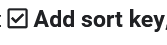 ☑ Add sort key,